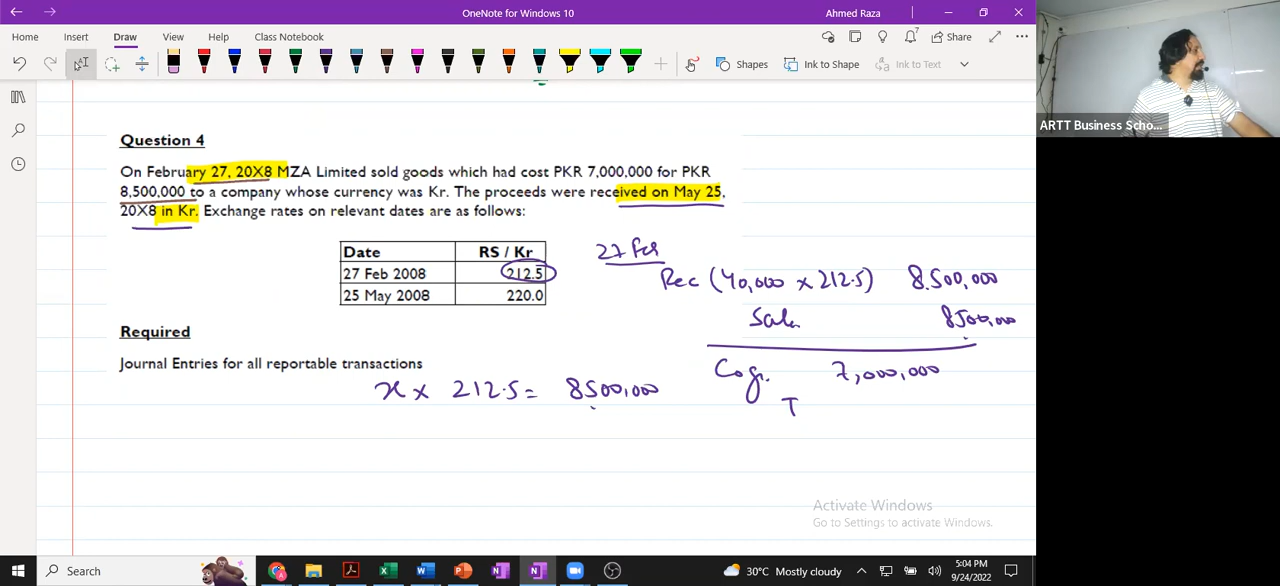 OneNote for Windows 10
Ahmed Raza
Home Insert Draw View Help Class Notebook
Share
Shapes Ink to Shape Ink to Text
ARTT Business Scho...
Question 4
On February 27, 20X8 MZA Limited sold goods which had cost PKR 7,000,000 for PKR
8,500,000 to a company whose currency was Kr. The proceeds were received on May 25,
20X8 in Kr. Exchange rates on relevant dates are as follows:
Date RS / Kr
27 Feb 2008 212.5
25 May 2008 220.0
27 Feb
Rec (40,000 x 212.5) 8,500,000
Sale 8,500,000
Required
Journal Entries for all reportable transactions
x x 212.5 = 8,500,000
Cogs. 7,000,000
I
Activate Windows
Go to Settings to activate Windows.
Search
30°C Mostly cloudy
5:04 PM
9/24/2022